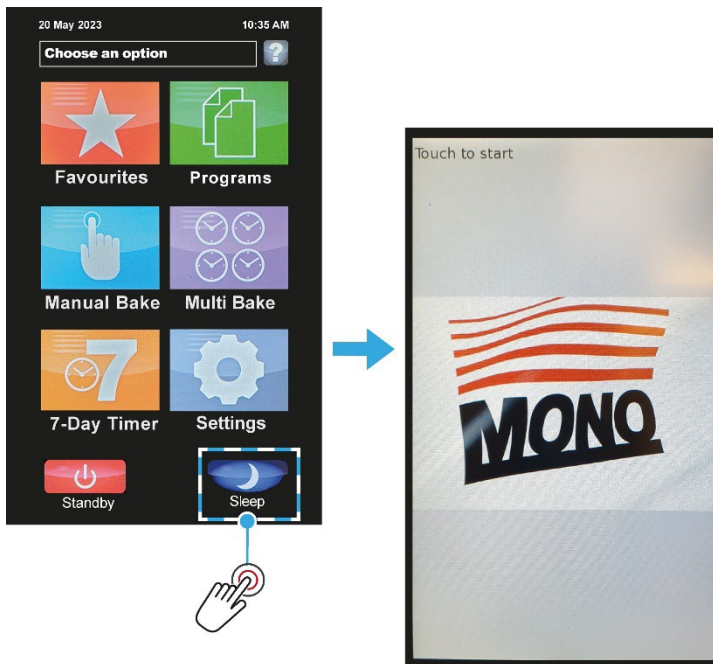 20 May 2023 10:35 AM
Choose an option ?
Favourites Programs
Manual Bake Multi Bake
7
7-Day Timer Settings
Standby Sleep
Touch to start
MONO